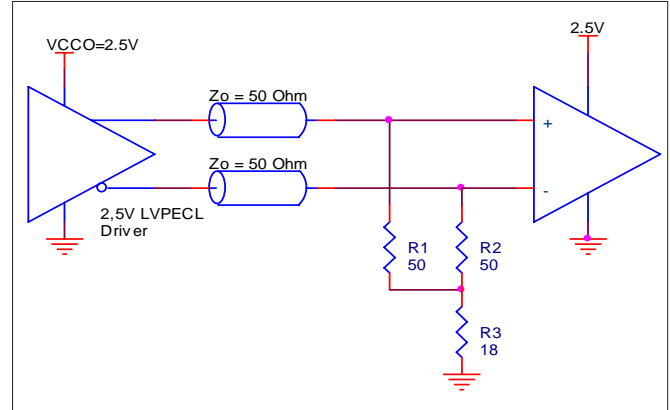 VCCO=2.5V
2.5V
Zo = 50 Ohm
+
Zo = 50 Ohm
-
2,5V LVPECL
Driver
R1
50
R2
50
R3
18